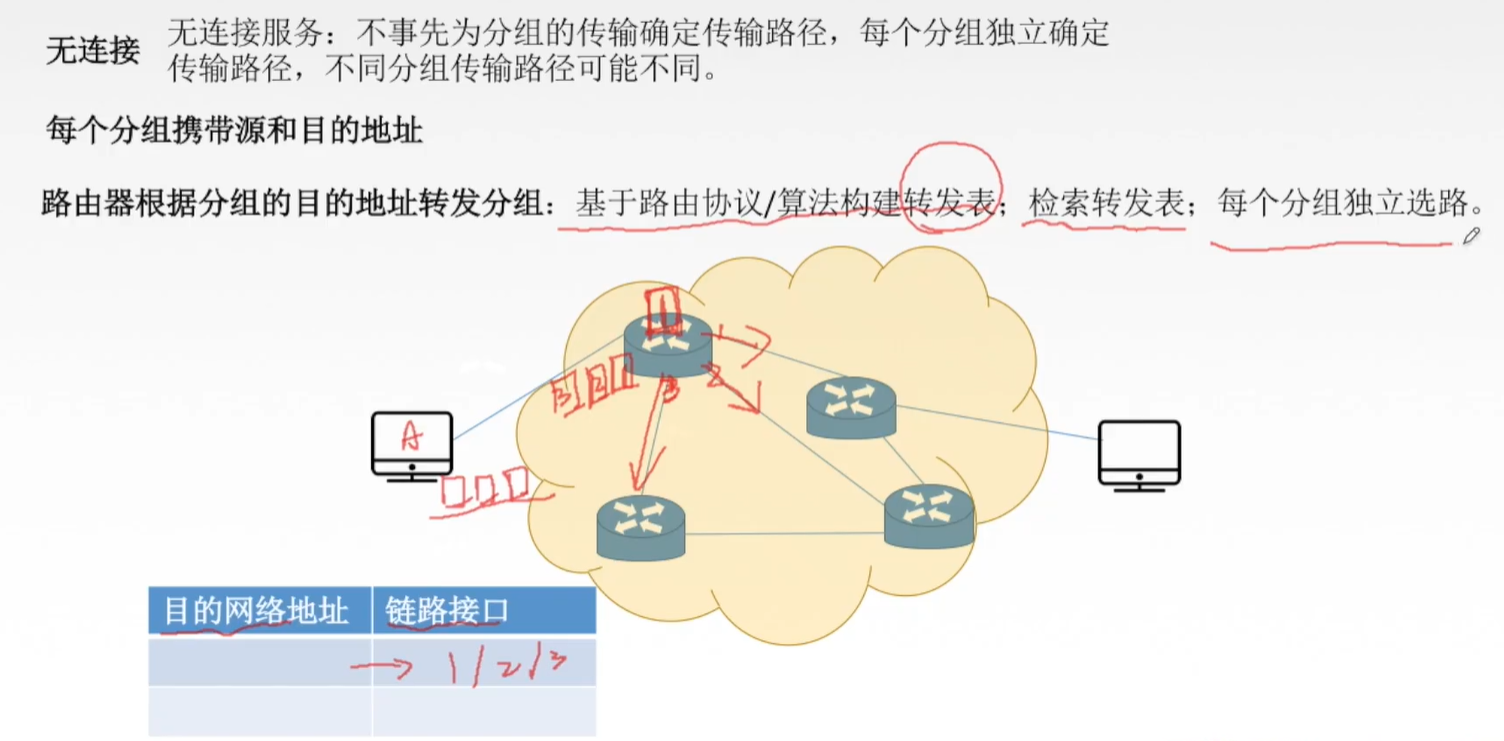 无连接
无连接服务：不事先为分组的传输确定传输路径，每个分组独立确定
传输路径，不同分组传输路径可能不同。
每个分组携带源和目的地址
路由器根据分组的目的地址转发分组：基于路由协议/算法构建转发表；检索转发表；每个分组独立选路。
1
1
3 2 1
3
2
A
目的网络地址 链路接口
→ 1/2/3